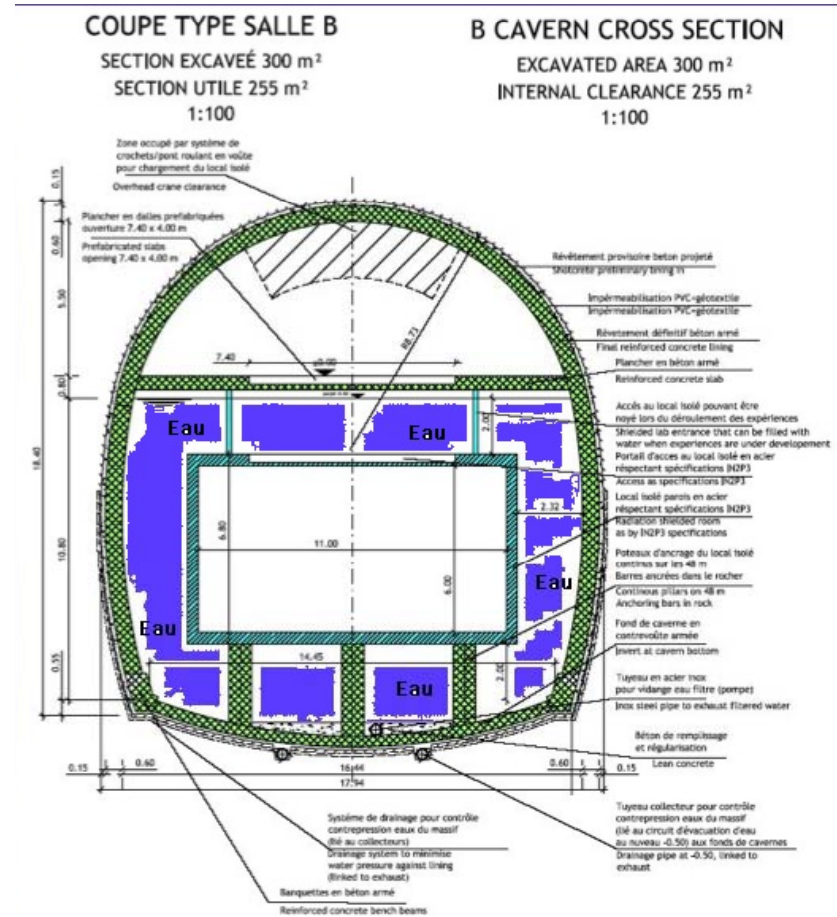 COUPE TYPE SALLE B
SECTION EXCAVEÉ 300 m²
SECTION UTILE 255 m²
1:100
B CAVERN CROSS SECTION
EXCAVATED AREA 300 m²
INTERNAL CLEARANCE 255 m²
1:100
Zone occupé par système de
crochets/pont roulant en voûte
pour chargement du local isolé
Overhead crane clearance
Plancher en dalles prefabriquées
ouverture 7.40 x 4.00 m
Prefabricated slabs
opening 7.40 x 4.00 m
Révêtement provisoire beton projeté
Shotcrete preliminary lining in
Impérmeabilisation PVC+géotextile
Impérmeabilisation PVC+géotextile
Rêvetement définitif béton armé
Final reinforced concrete lining
Plancher en béton armé
Reinforced concrete slab
Accés au local isolé pouvant être
noyé lors du déroulement des expériences
Shielded lab entrance that can be filled with
water when experiences are under developement
Portail d'acces au local isolé en acier
réspectant spécifications IN2P3
Access as specifications IN2P3
Local isolé parois en acier
réspectant spécifications IN2P3
Radiation shielded room
as by IN2P3 specifications
Poteaux d'ancrage du local isolé
continus sur les 48 m
Barres ancrées dans le rocher
Continous pillars on 48 m
Anchoring bars in rock
Fond de caverne en
contrevoûte armée
Invert at cavern bottom
Tuyeau en acier inox
pour vidange eau filtre (pompe)
Inox steel pipe to exhaust filtered water
Béton de remplissage
et régularisation
Lean concrete
0.15
0.60
5.50
0.80
18.40
10.80
0.55
R8.73
7.40
Eau
Eau
2.00
2.32
6.80
11.00
6.00
Eau
Eau
14.45
2.00
Eau
0.15
0.60
16.44
0.60
0.15
17.94
Systéme de drainage pour contrôle
contrepression eaux du massif
(lié au collecteurs)
Drainage system to minimise
water pressure against lining
(linked to exhaust)
Banquettes en béton armé
Reinforced concrete bench beams
Tuyeau collecteur pour contrôle
contrepression eaux du massif
(lié au circuit d'évacuation d'eau
au nuveau -0.50) aux fonds de cavernes
Drainage pipe at -0.50, linked to
exhaust